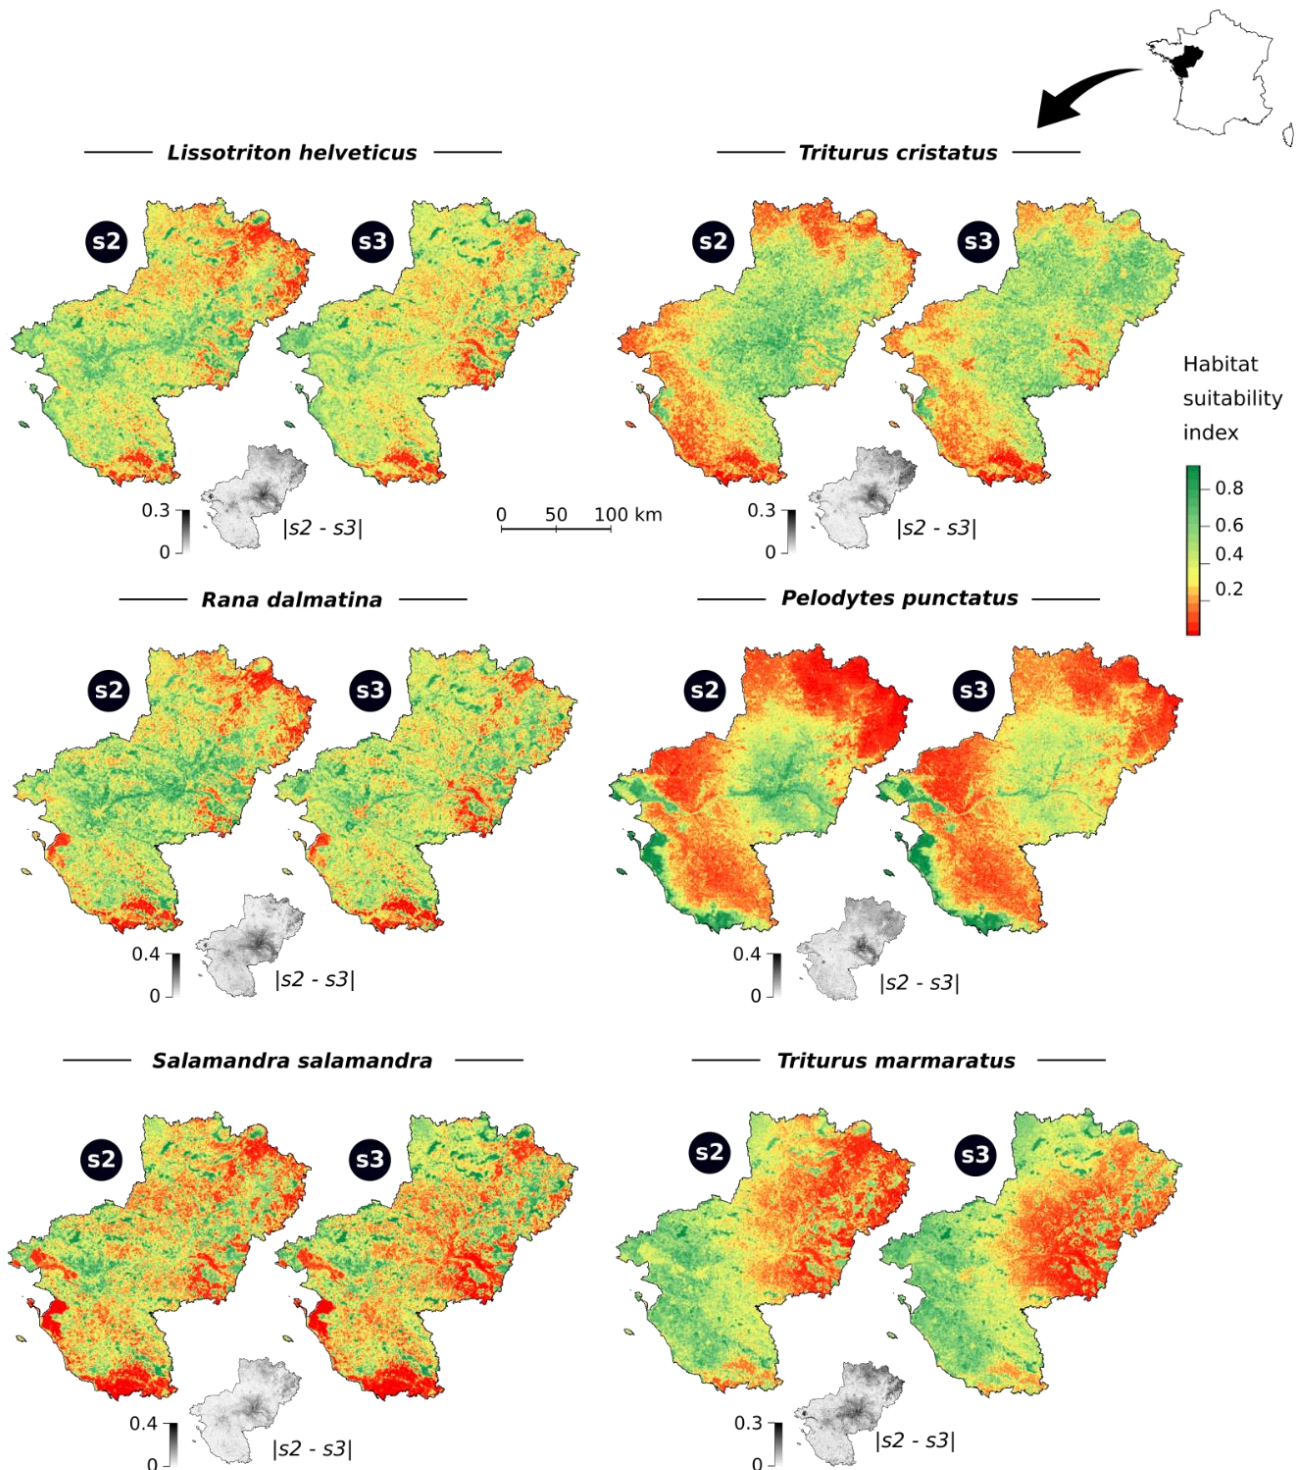 Lissotriton helveticus
Triturus cristatus
s2
s3
s2
s3
Habitat
suitability
index
0.8
0.6
0.4
0.2
0.3
0
|s2 - s3|
0 50 100 km
0.3
0
|s2 - s3|
Rana dalmatina
Pelodytes punctatus
s2
s3
s2
s3
0.4
0
|s2 - s3|
0.4
0
|s2 - s3|
Salamandra salamandra
Triturus marmaratus
s2
s3
s2
s3
0.4
0
|s2 - s3|
0.3
0
|s2 - s3|